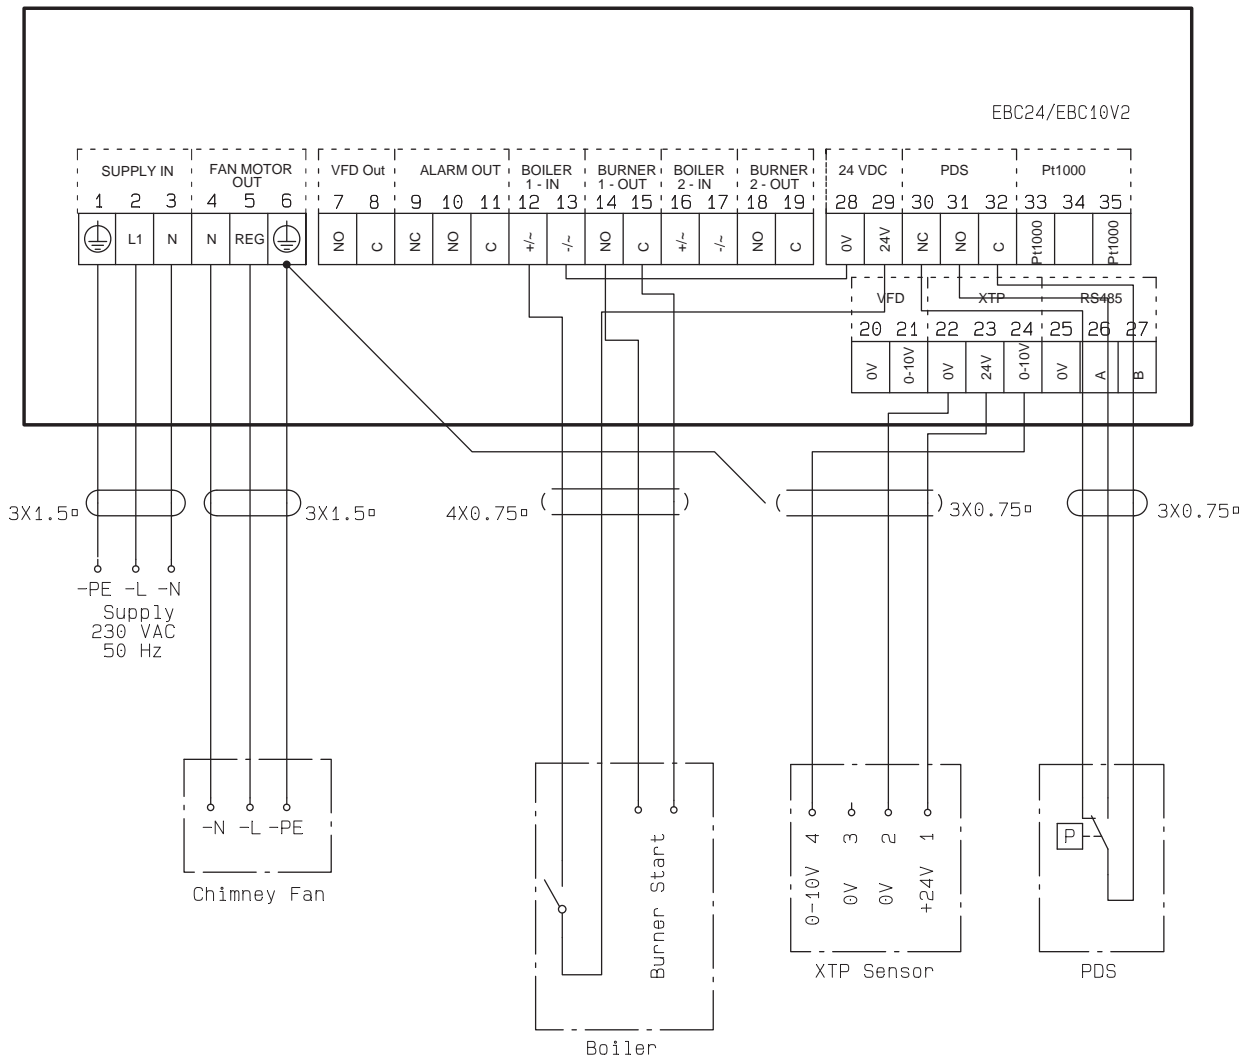 EBC24/EBC10V2
SUPPLY IN
FAN MOTOR
OUT
VFD Out
ALARM OUT
BOILER
1 - IN
BURNER
1 - OUT
BOILER
2 - IN
BURNER
2 - OUT
24 VDC
PDS
Pt1000
1 2 3 4 5 6 7 8 9 10 11 12 13 14 15 16 17 18 19 28 29 30 31 32 33 34 35
L1 N N REG NO C NC NO C +/~ -/~ NO C +/~ -/~ NO C 0V 24V NC NO C Pt1000 Pt1000
VFD
XTP
RS485
20 21 22 23 24 25 26 27
0V 0-10V 0V 24V 0-10V 0V A B
3X1.5▫
3X1.5▫
4X0.75▫
3X0.75▫
3X0.75▫
-PE -L -N
Supply
230 VAC
50 Hz
-N -L -PE
Chimney Fan
Burner Start
Boiler
4 3 2 1
0-10V 0V 0V +24V
XTP Sensor
P
PDS